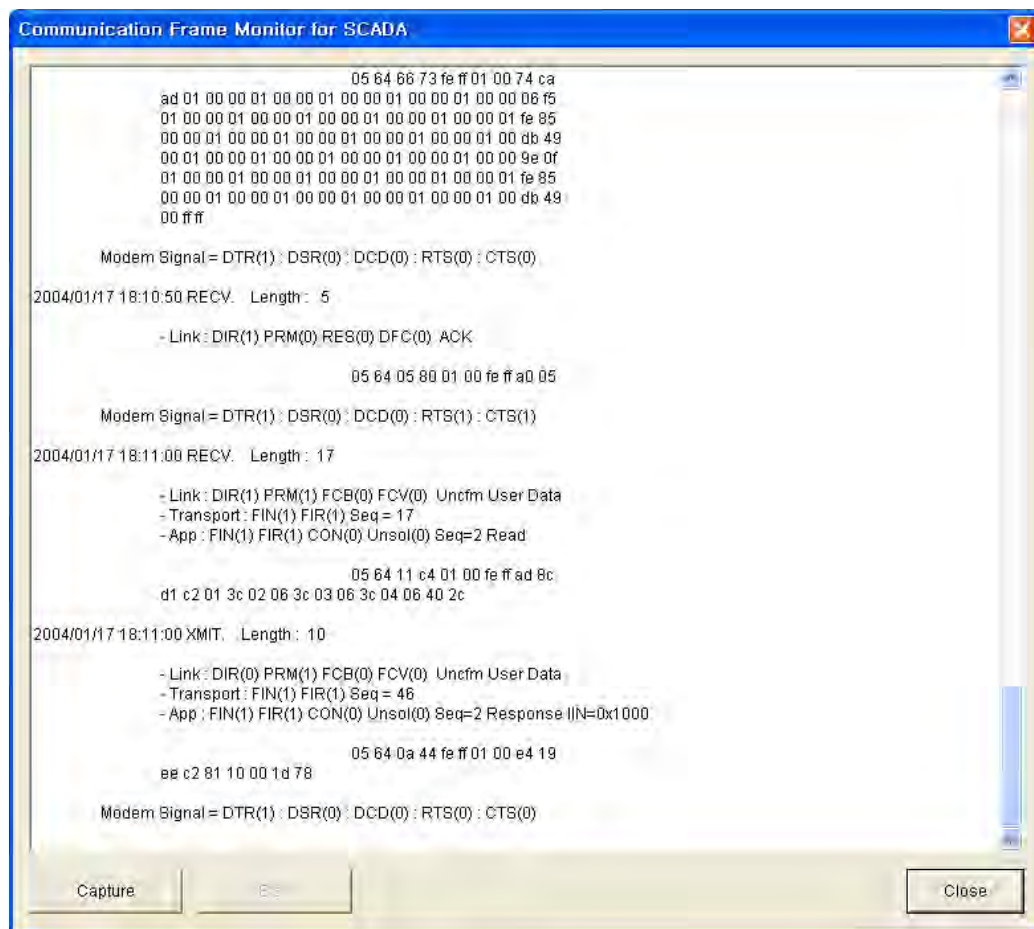 Communication Frame Monitor for SCADA
05 64 66 73 fe ff 01 00 74 ca
ad 01 00 00 01 00 00 01 00 00 01 00 00 01 00 00 06 f5
01 00 00 01 00 00 01 00 00 01 00 00 01 00 00 01 fe 85
00 00 01 00 00 01 00 00 01 00 00 01 00 00 01 00 db 49
00 01 00 00 01 00 00 01 00 00 01 00 00 01 00 00 9e 0f
01 00 00 01 00 00 01 00 00 01 00 00 01 00 00 01 fe 85
00 00 01 00 00 01 00 00 01 00 00 01 00 00 01 00 db 49
00 ff ff
Modem Signal = DTR(1) : DSR(0) : DCD(0) : RTS(0) : CTS(0)
2004/01/17 18:10:50 RECV. Length : 5
- Link : DIR(1) PRM(0) RES(0) DFC(0) ACK
05 64 05 80 01 00 fe ff a0 05
Modem Signal = DTR(1) : DSR(0) : DCD(0) : RTS(1) : CTS(1)
2004/01/17 18:11:00 RECV. Length : 17
- Link : DIR(1) PRM(1) FCB(0) FCV(0) Uncfm User Data
- Transport : FIN(1) FIR(1) Seq = 17
- App : FIN(1) FIR(1) CON(0) Unsol(0) Seq=2 Read
05 64 11 c4 01 00 fe ff ad 8c
d1 c2 01 3c 02 06 3c 03 06 3c 04 06 40 2c
2004/01/17 18:11:00 XMIT. Length : 10
- Link : DIR(0) PRM(1) FCB(0) FCV(0) Uncfm User Data
- Transport : FIN(1) FIR(1) Seq = 46
- App : FIN(1) FIR(1) CON(0) Unsol(0) Seq=2 Response IIN=0x1000
05 64 0a 44 fe ff 01 00 e4 19
ee c2 81 10 00 1d 78
Modem Signal = DTR(1) : DSR(0) : DCD(0) : RTS(0) : CTS(0)
Capture
Close